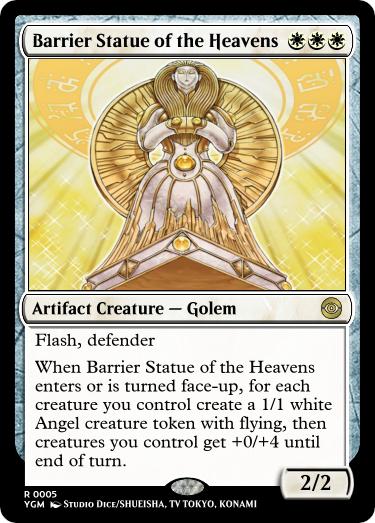 Barrier Statue of the Heavens
Artifact Creature — Golem
Flash, defender
When Barrier Statue of the Heavens
enters or is turned face-up, for each
creature you control create a 1/1 white
Angel creature token with flying, then
creatures you control get +0/+4 until
end of turn.
2/2
R 0005
YGM Studio Dice/SHUEISHA, TV TOKYO, KONAMI